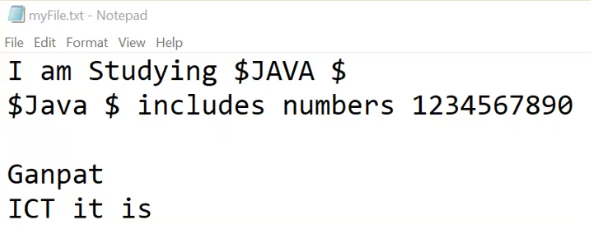 myFile.txt - Notepad
File Edit Format View Help
I am Studying $JAVA $
$Java $ includes numbers 1234567890
Ganpat
ICT it is